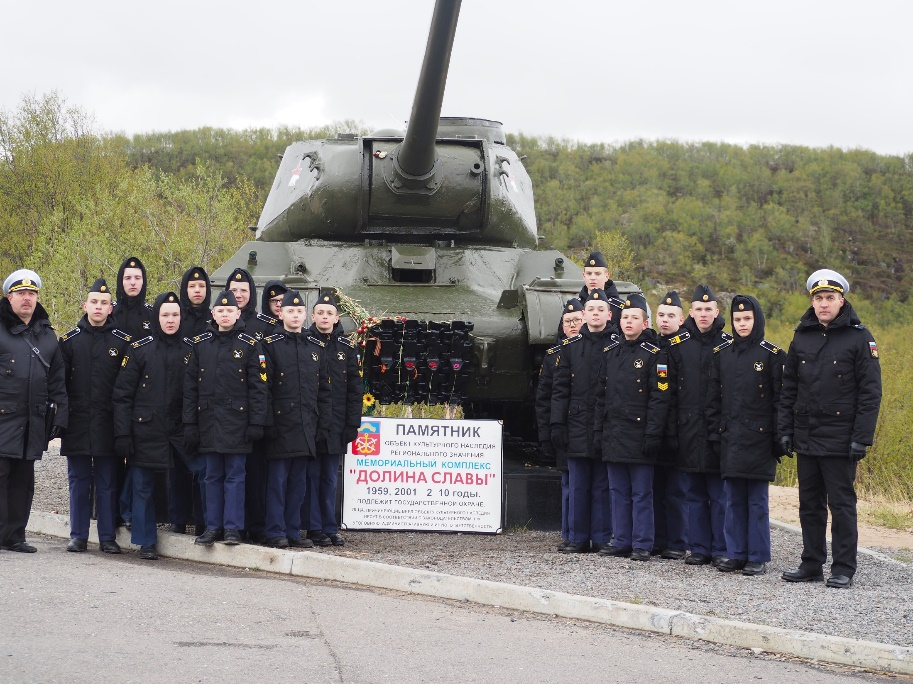 ПАМЯТНИК
ОБЪЕКТ КУЛЬТУРНОГО НАСЛЕДИЯ
РЕГИОНАЛЬНОГО ЗНАЧЕНИЯ
МЕМОРИАЛЬНЫЙ КОМПЛЕКС
"ДОЛИНА СЛАВЫ"
1959, 2001 2 10 ГОДЫ.
ПОДЛЕЖИТ ГОСУДАРСТВЕННОЙ ОХРАНЕ.